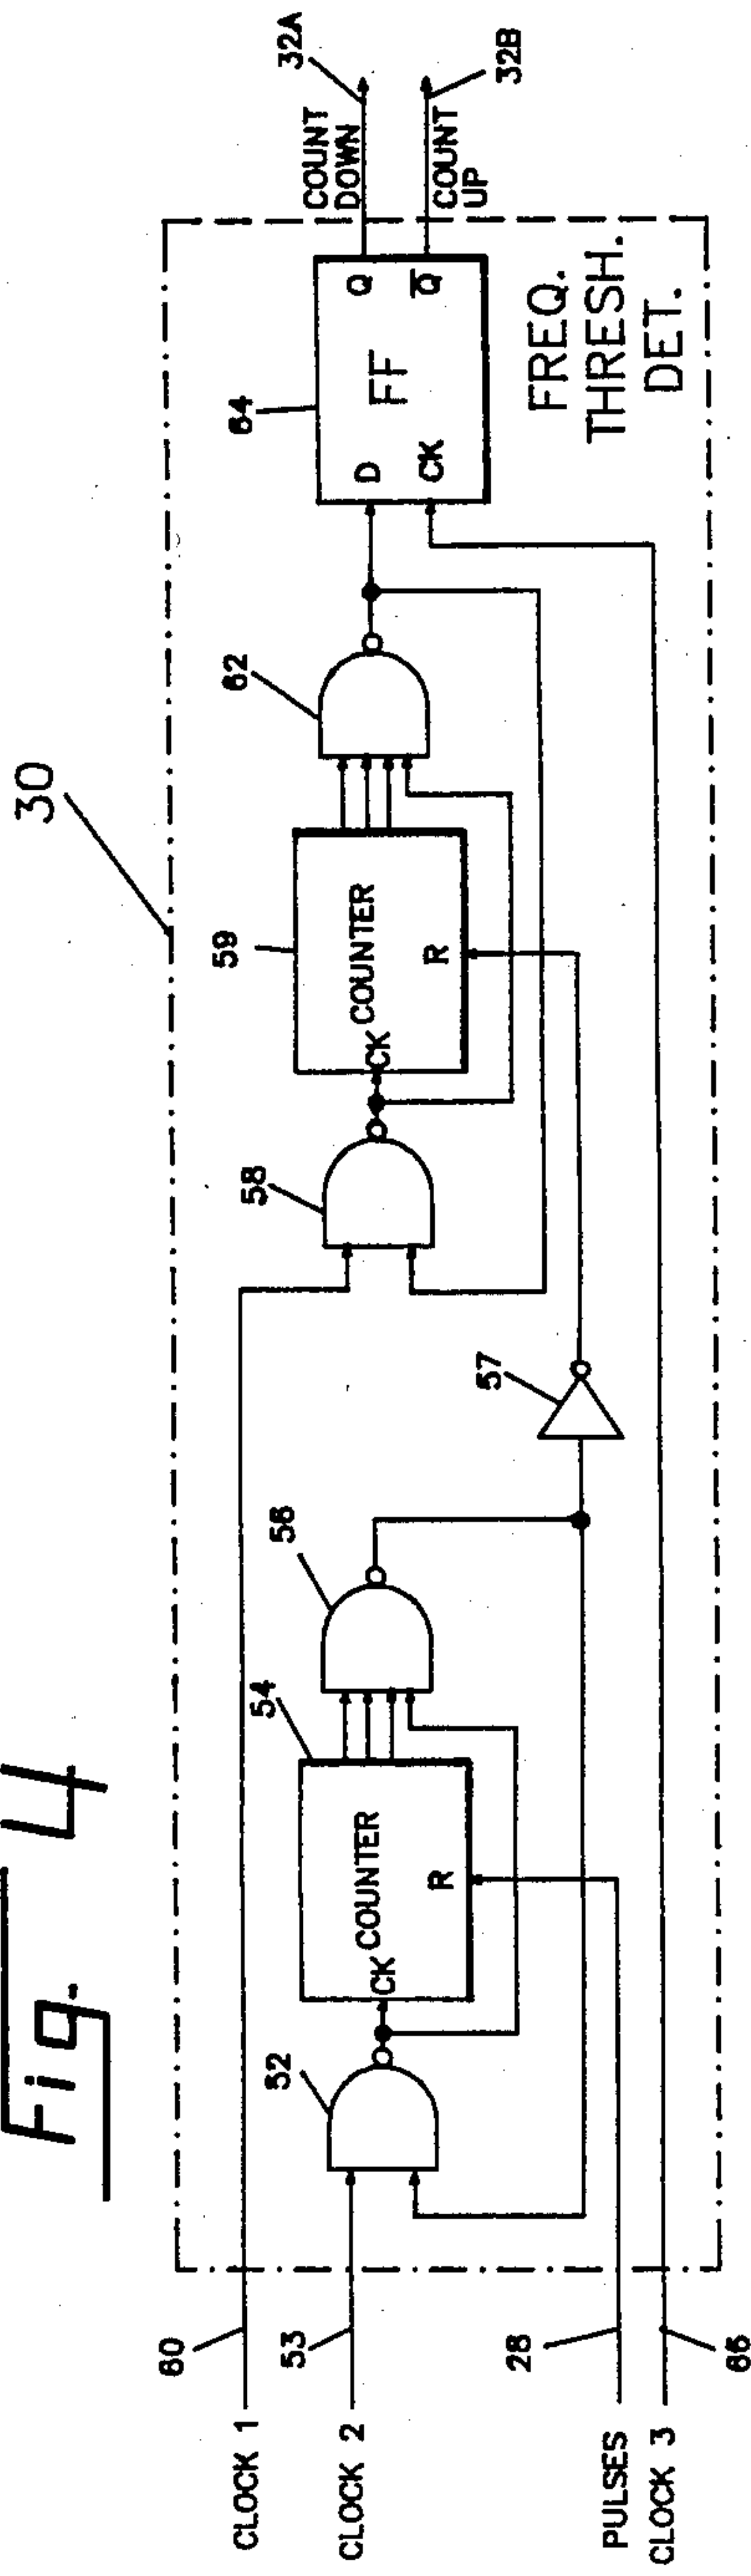 Fig. 4
30
CLOCK 1
60
CLOCK 2
53
PULSES
28
CLOCK 3
66
52
CK
COUNTER
R
54
56
57
58
CK
COUNTER
R
59
62
64
D
CK
FF
Q
Q̅
FREQ.
THRESH.
DET.
COUNT
DOWN
32A
COUNT
UP
32B